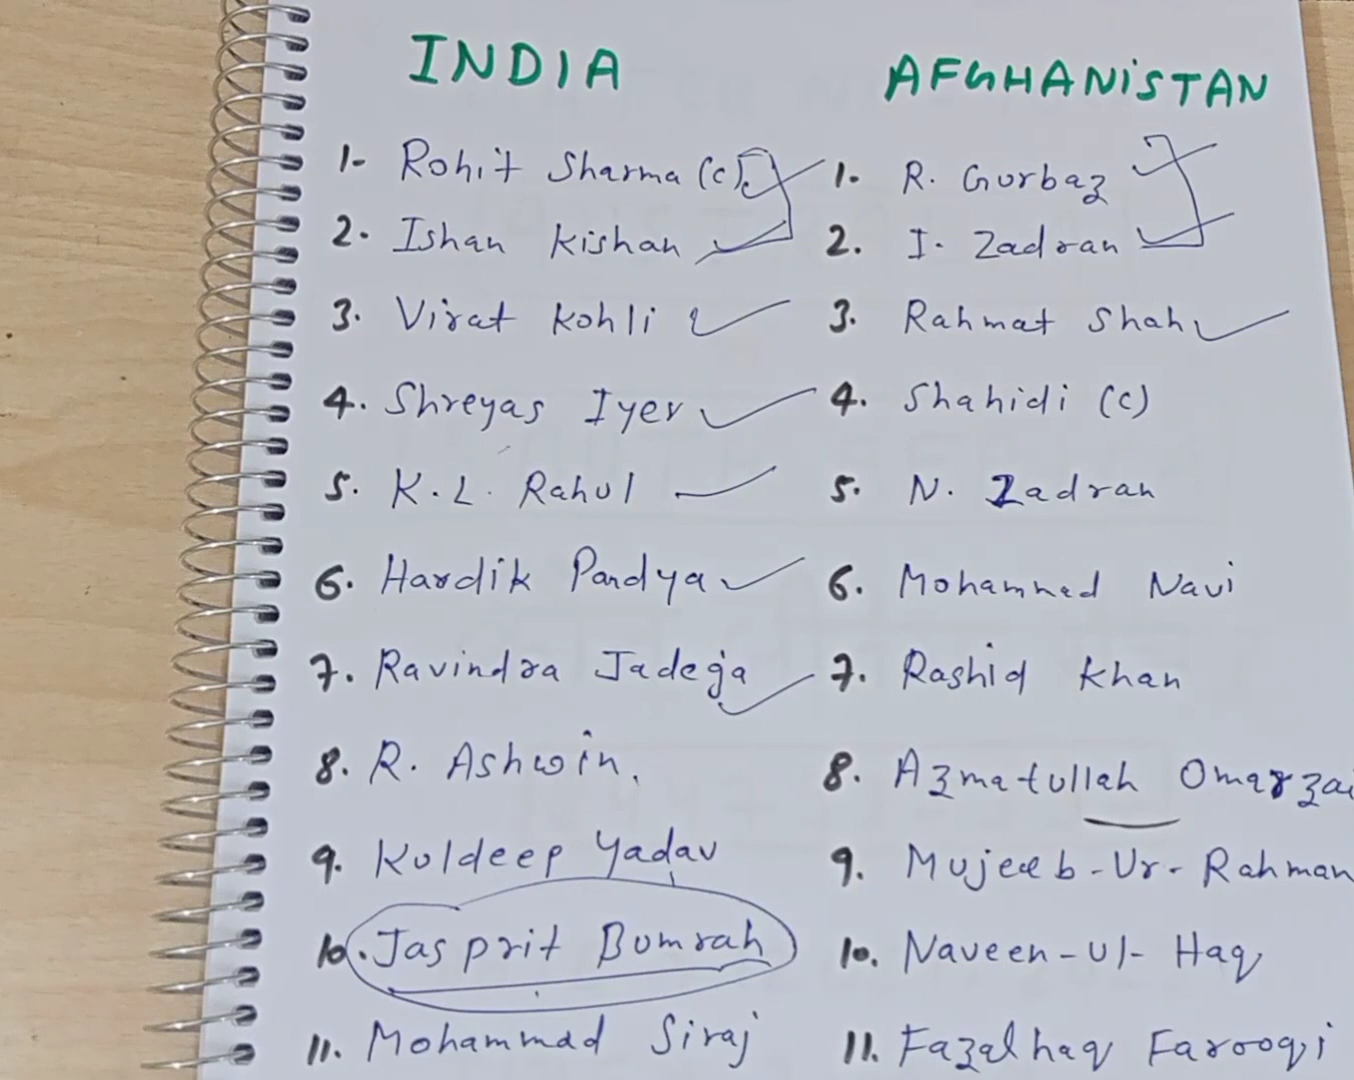 INDIA
AFGHANiSTAN
1- Rohit Sharma (c)
1. R. Gurbaz
2. Ishan Kishan
2. I. Zadran
3. Virat Kohli
3. Rahmat Shah
4. Shreyas Iyer
4. Shahidi (c)
5. K.L. Rahul
5. N. Zadran
6. Hardik Pandya
6. Mohammed Navi
7. Ravindra Jadeja
7. Rashid Khan
8. R. Ashwin.
8. Azmatullah Omarzai
9. Kuldeep Yadav
9. Mujeeb-Ur-Rahman
10. Jasprit Bumrah
10. Naveen-Ul-Haq
11. Mohammad Siraj
11. Fazalhaq Farooqi